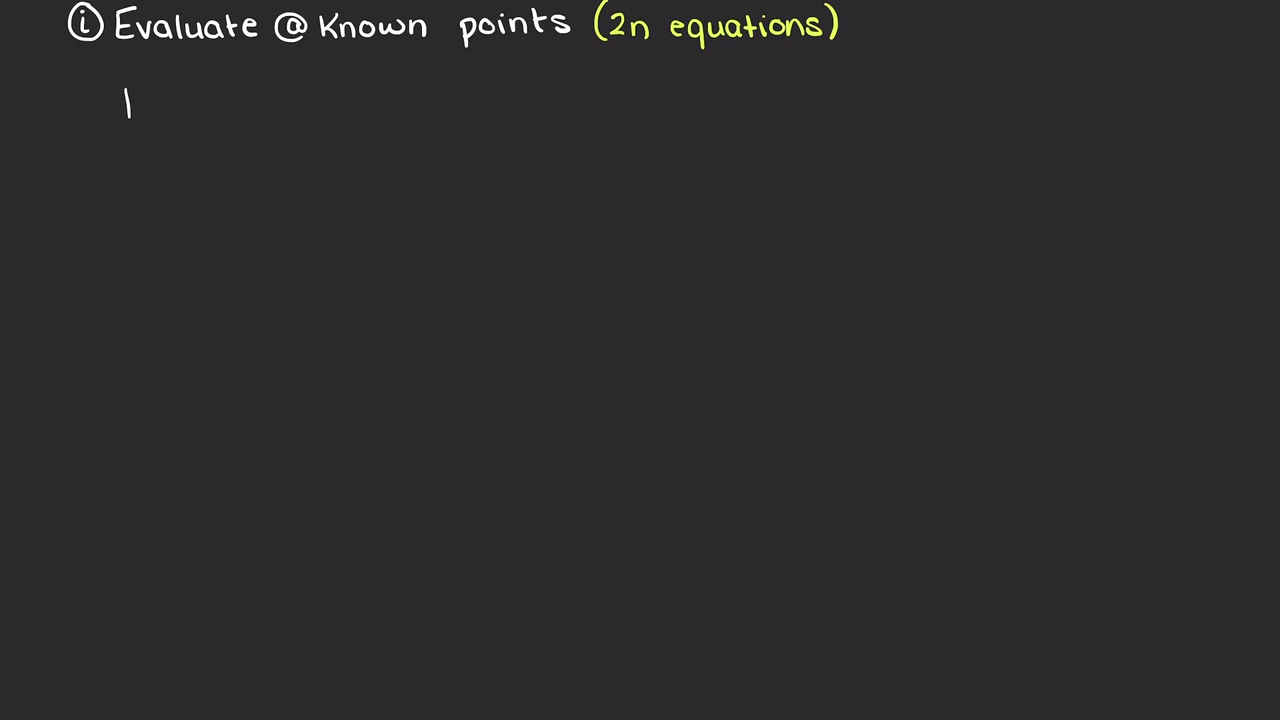 ⓘ Evaluate @ Known points (2n equations)
|